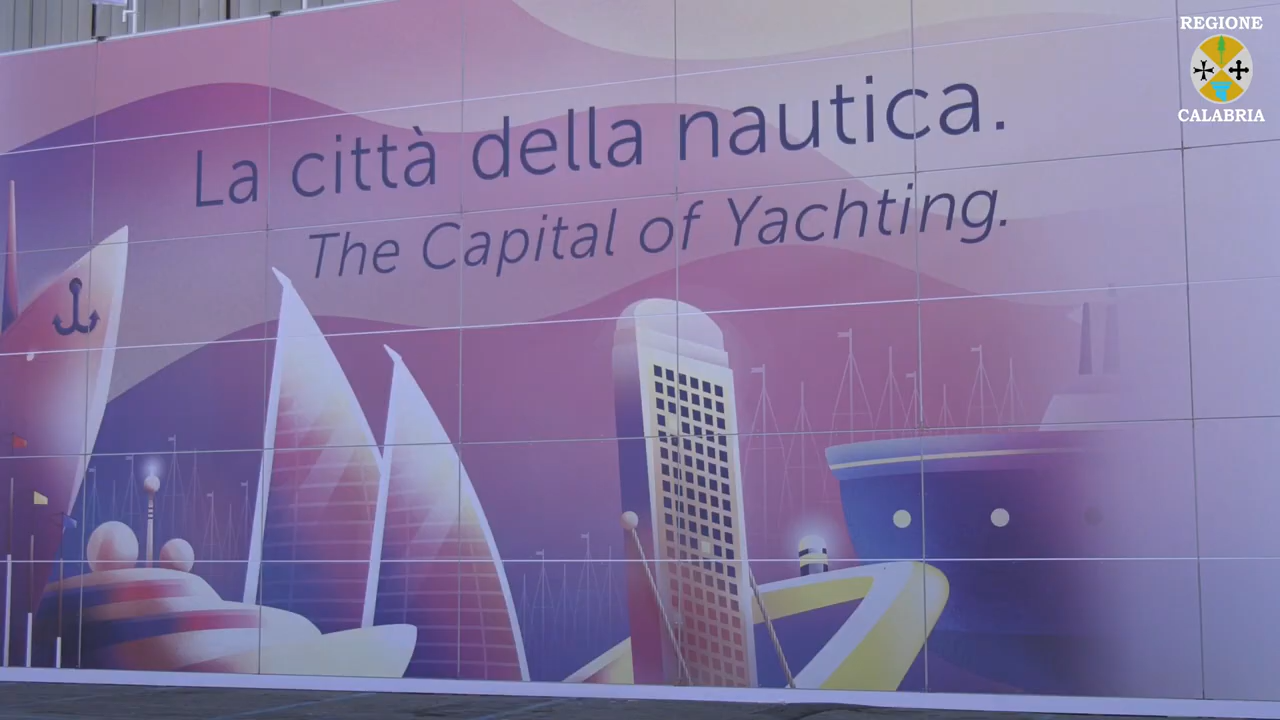 La città della nautica.
The Capital of Yachting.
REGIONE
CALABRIA